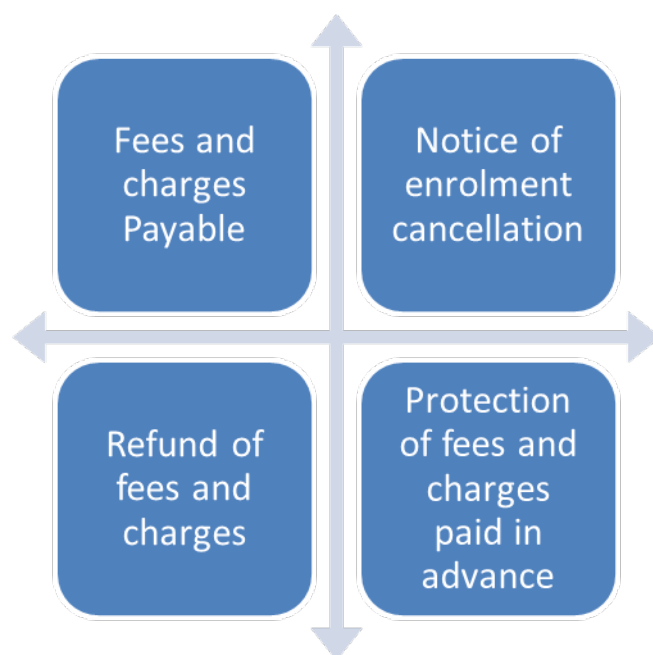 Fees and
charges
Payable
Notice of
enrolment
cancellation
Refund of
fees and
charges
Protection
of fees and
charges
paid in
advance